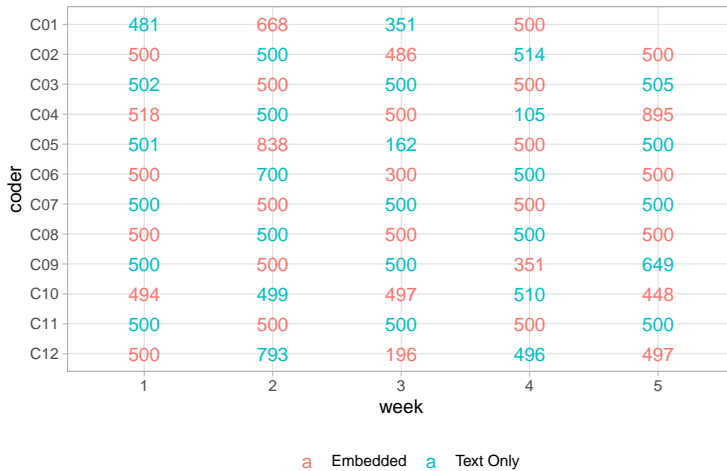 C01 481 668 351 500
C02 500 500 486 514 500
C03 502 500 500 500 505
C04 518 500 500 105 895
C05 501 838 162 500 500
C06 500 700 300 500 500
C07 500 500 500 500 500
C08 500 500 500 500 500
C09 500 500 500 351 649
C10 494 499 497 510 448
C11 500 500 500 500 500
C12 500 793 196 496 497
coder
1 2 3 4 5
week
a Embedded a Text Only